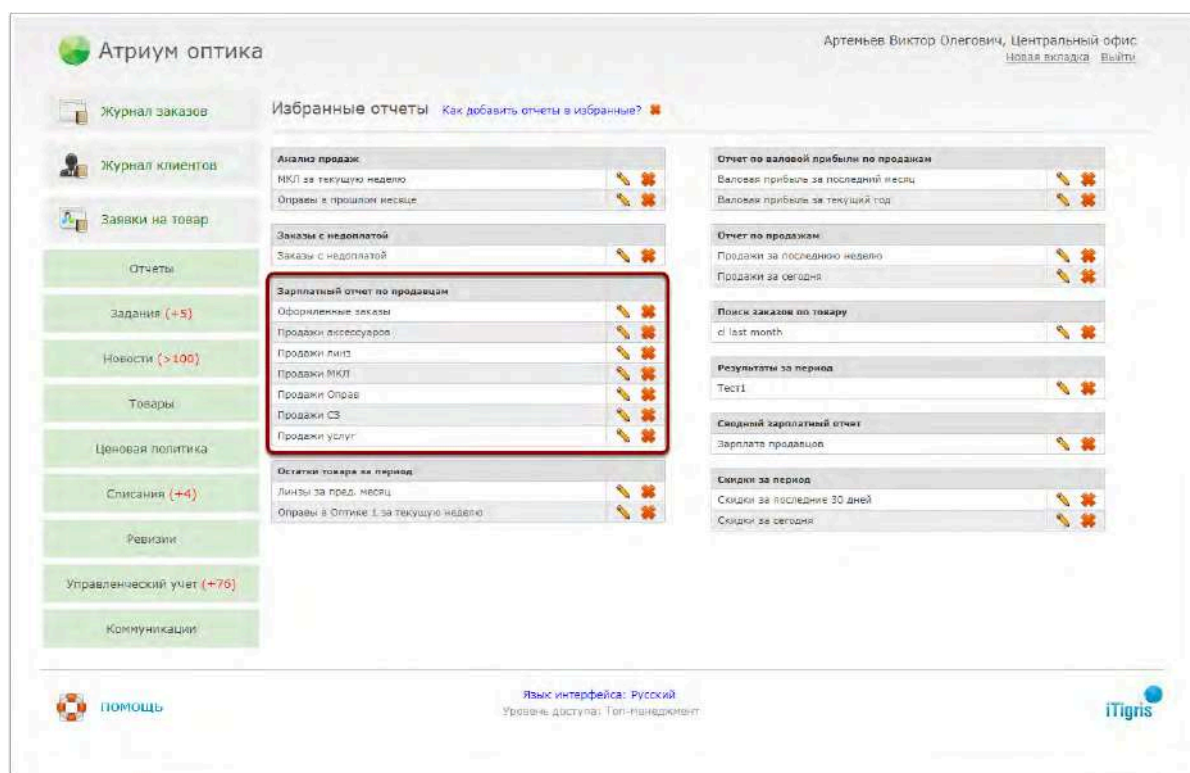 Атриум оптика
Артемьев Виктор Олегович, Центральный офис
Новая вкладка Выйти
Журнал заказов
Журнал клиентов
Заявки на товар
Отчеты
Задания (+5)
Новости (>100)
Товары
Ценовая политика
Списания (+4)
Ревизии
Управленческий учет (+76)
Коммуникации
Избранные отчеты Как добавить отчеты в избранные?
Анализ продаж
МКЛ за текущую неделю
Оправы в прошлом месяце
Заказы с недоплатой
Заказы с недоплатой
Зарплатный отчет по продавцам
Оформленные заказы
Продажи аксессуаров
Продажи линз
Продажи МКЛ
Продажи Оправ
Продажи СЗ
Продажи услуг
Остатки товара за период
Линзы за пред. месяц
Оправы в Оптике 1 за текущую неделю
Отчет по валовой прибыли по продажам
Валовая прибыль за последний месяц
Валовая прибыль за текущий год
Отчет по продажам
Продажи за последнюю неделю
Продажи за сегодня
Поиск заказов по товару
cl last month
Результаты за период
Тест1
Сводный зарплатный отчет
Зарплата продавцов
Скидки за период
Скидки за последние 30 дней
Скидки за сегодня
ПОМОЩЬ
Язык интерфейса: Русский
Уровень доступа: Топ-менеджмент
iTigris